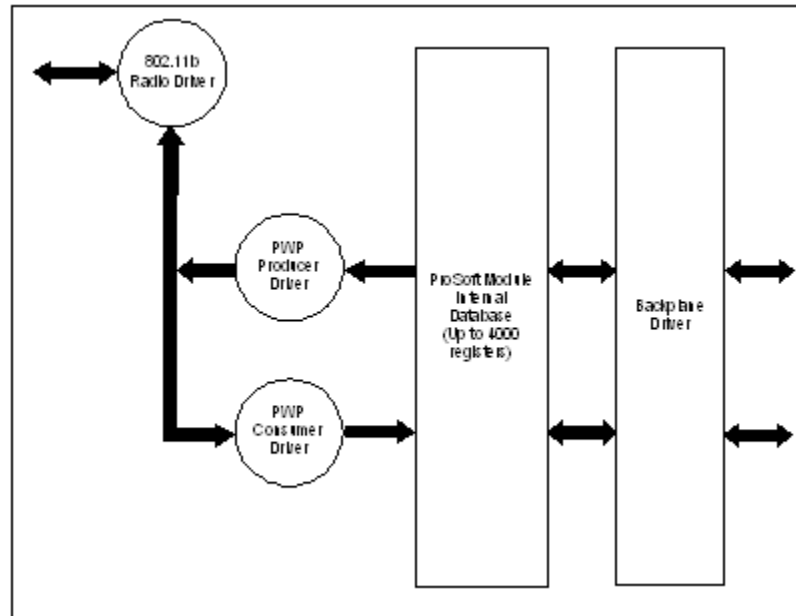 802.11b
Radio Driver
PWP
Producer
Driver
ProSoft Module
Internal
Database
(Up to 4000
registers)
Backplane
Driver
PWP
Consumer
Driver